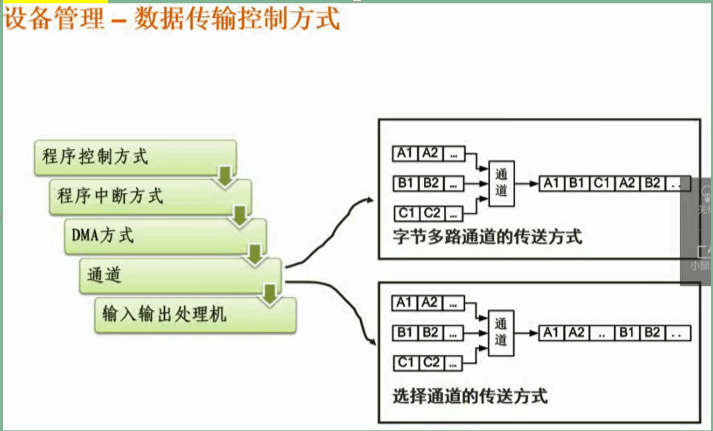 设备管理 – 数据传输控制方式
程序控制方式
程序中断方式
DMA方式
通道
输入输出处理机
A1 A2 ...
B1 B2 ...
C1 C2 ...
通道
A1 B1 C1 A2 B2 ..
字节多路通道的传送方式
A1 A2 ...
B1 B2 ...
C1 C2 ...
通道
A1 A2 .. B1 B2 ..
选择通道的传送方式